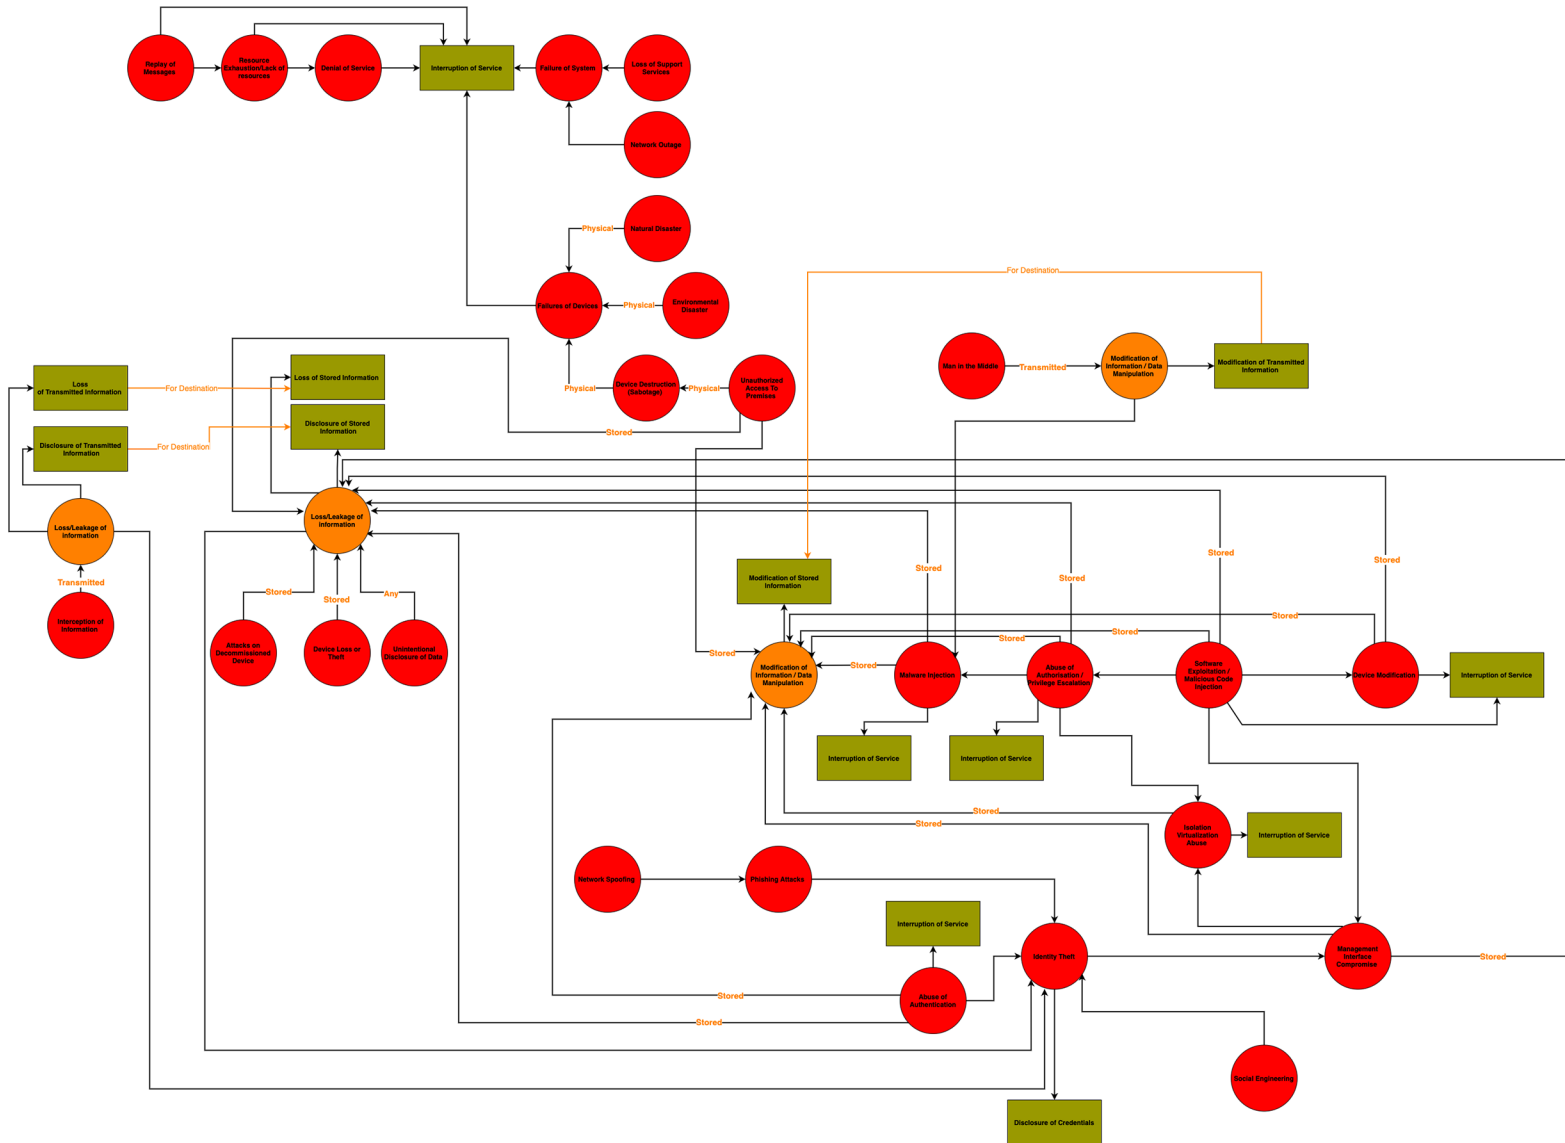 Replay of
Messages
Resource
Exhaustion/Lack of
resources
Denial of Service
Interruption of Service
Failure of System
Loss of Support
Services
Network Outage
Natural Disaster
Physical
Failures of Devices
Physical
Environmental
Disaster
For Destination
Physical
Device Destruction
(Sabotage)
Physical
Unauthorized
Access To
Premises
Man In the Middle
Transmitted
Modification of
Information / Data
Manipulation
Modification of Transmitted
Information
Loss
of Transmitted Information
For Destination
Loss of Stored Information
Disclosure of Stored
Information
Stored
Disclosure of Transmitted
Information
For Destination
Loss/Leakage of
information
Loss/Leakage of
information
Transmitted
Interception of
Information
Stored
Stored
Any
Attacks on
Decommissioned
Device
Device Loss or
Theft
Unintentional
Disclosure of Data
Modification of Stored
Information
Stored
Stored
Stored
Stored
Stored
Stored
Stored
Stored
Stored
Modification of
Information / Data
Manipulation
Malware Injection
Abuse of
Authorisation /
Privilege Escalation
Software
Exploitation /
Malicious Code
Injection
Device Modification
Interruption of Service
Interruption of Service
Interruption of Service
Stored
Stored
Isolation
Virtualization
Abuse
Interruption of Service
Network Spoofing
Phishing Attacks
Interruption of Service
Identity Theft
Management
Interface
Compromise
Stored
Stored
Abuse of
Authentication
Stored
Social Engineering
Disclosure of Credentials